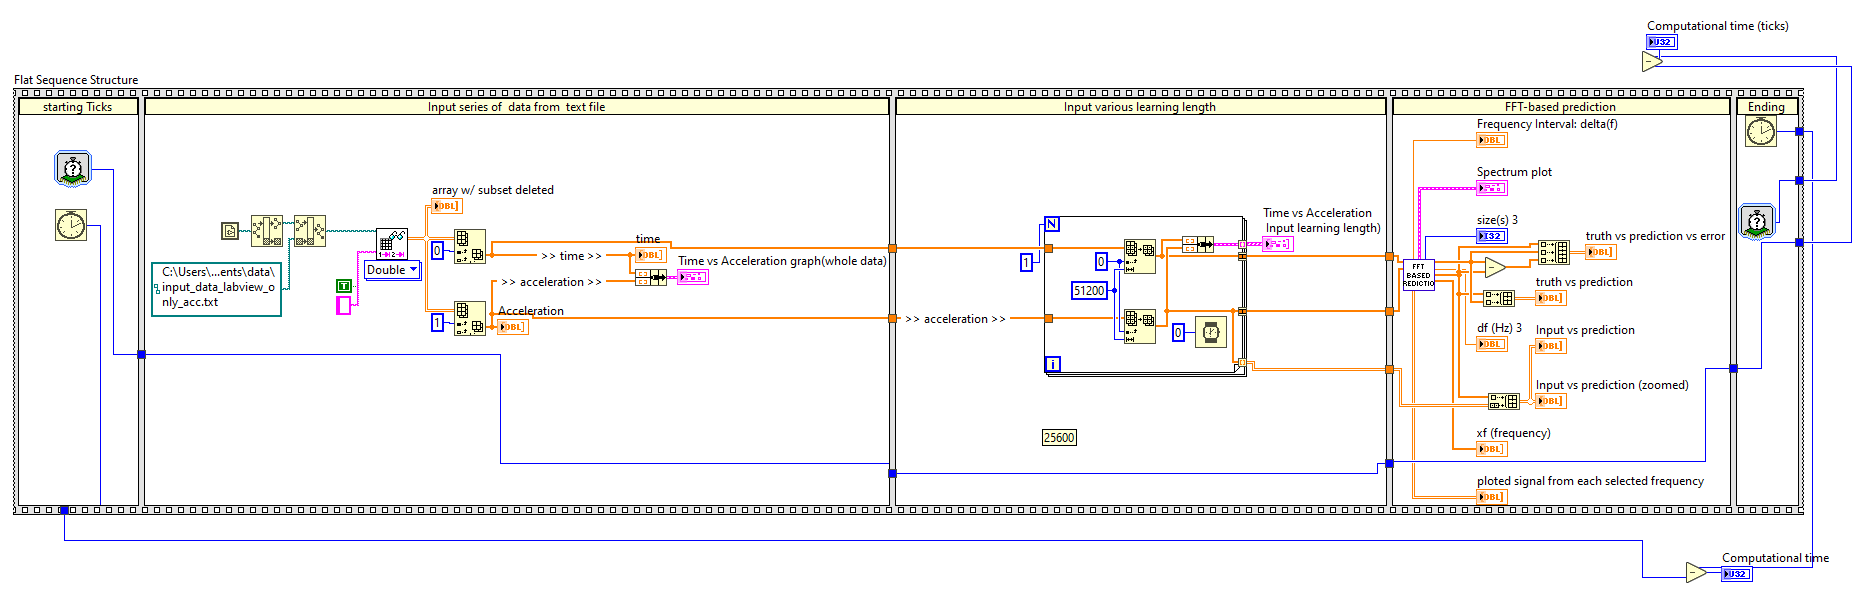 Computational time (ticks)
U32
Flat Sequence Structure
starting Ticks
Input series of data from text file
Input various learning length
FFT-based prediction
Ending
Frequency Interval: delta(f)
DBL
Spectrum plot
size(s) 3
I32
array w/ subset deleted
DBL]
0
time
>> time >>
DBL]
Time vs Acceleration graph(whole data)
>> acceleration >>
1-2-
Double
C:\Users\...ents\data\
input_data_labview_o
nly_acc.txt
T
1
Acceleration
DBL]
>> acceleration >>
N
1
0
51200
0
i
25600
Time vs Acceleration
Input learning length)
FFT
BASED
REDICTIO
truth vs prediction vs error
DBL]
truth vs prediction
DBL]
df (Hz) 3
DBL
Input vs prediction
DBL]
Input vs prediction (zoomed)
DBL]
xf (frequency)
DBL]
ploted signal from each selected frequency
DBL]
Computational time
U32